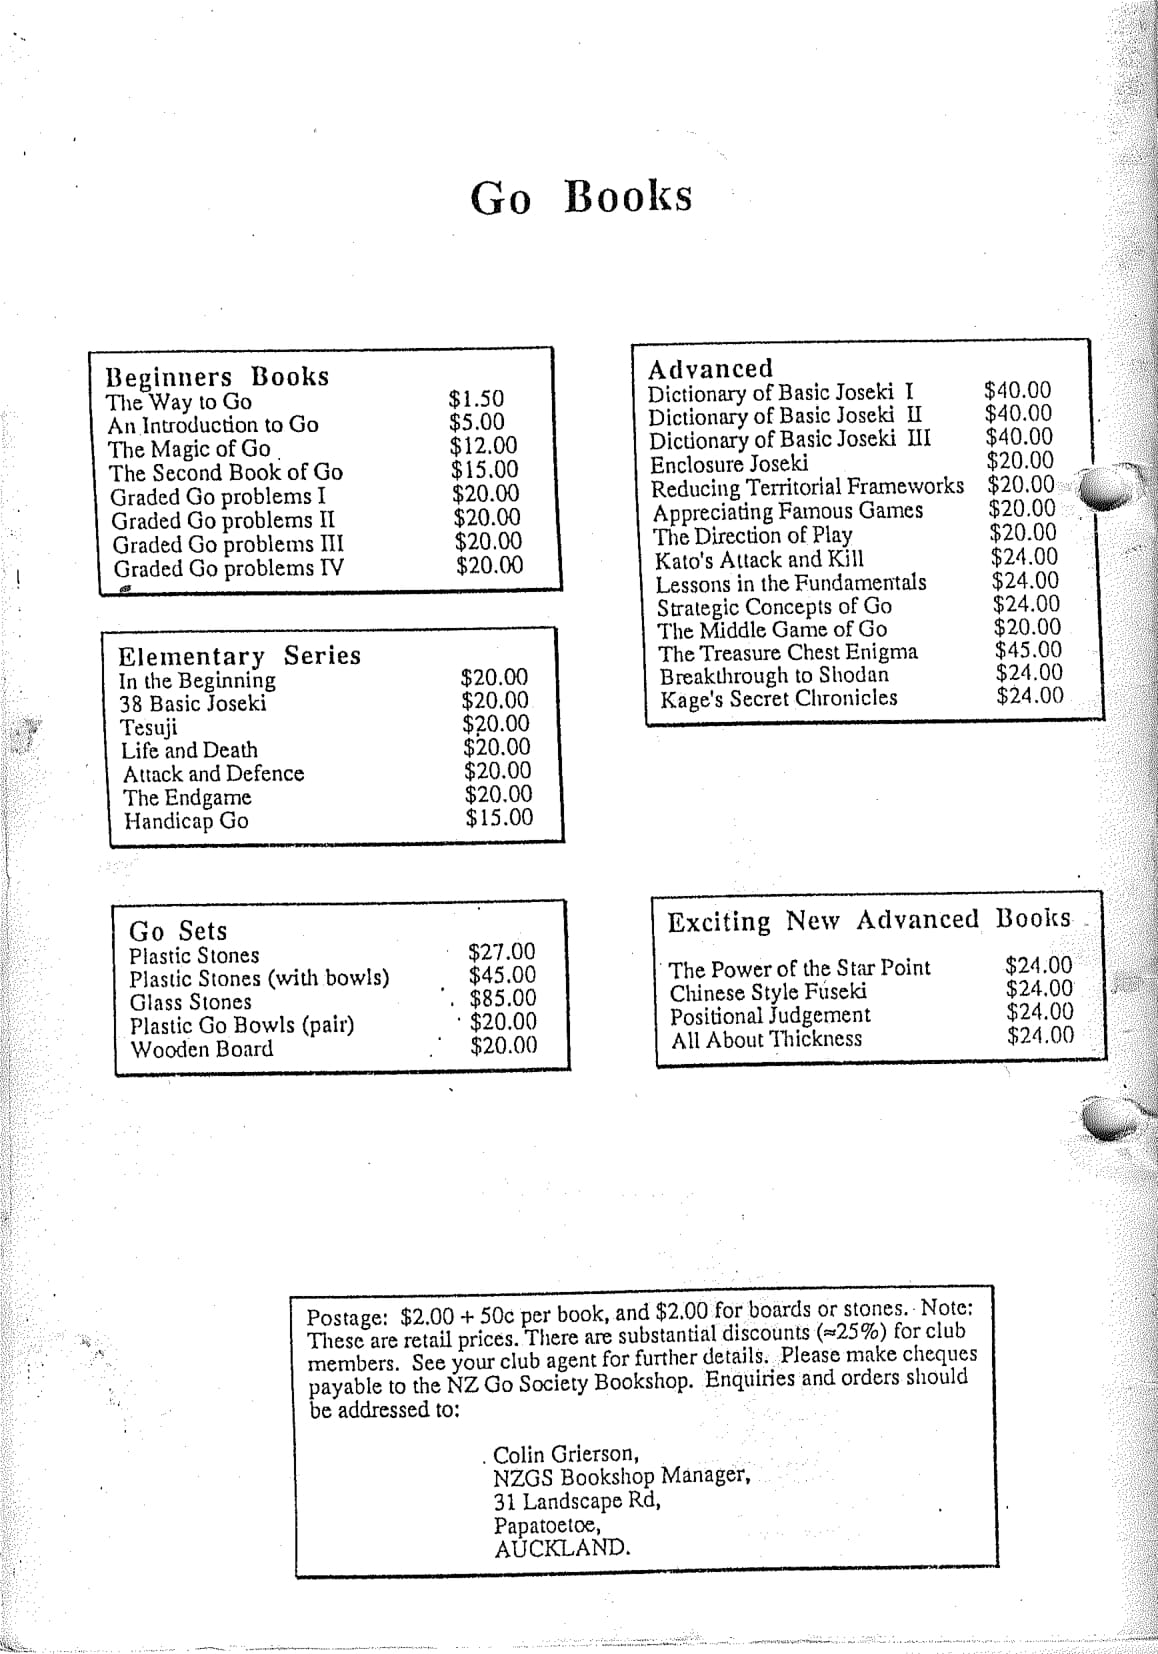 Go Books
Beginners Books
The Way to Go $1.50
An Introduction to Go $5.00
The Magic of Go $12.00
The Second Book of Go $15.00
Graded Go problems I $20.00
Graded Go problems II $20.00
Graded Go problems III $20.00
Graded Go problems IV $20.00
Elementary Series
In the Beginning $20.00
38 Basic Joseki $20.00
Tesuji $20.00
Life and Death $20.00
Attack and Defence $20.00
The Endgame $20.00
Handicap Go $15.00
Go Sets
Plastic Stones $27.00
Plastic Stones (with bowls) $45.00
Glass Stones $85.00
Plastic Go Bowls (pair) $20.00
Wooden Board $20.00
Advanced
Dictionary of Basic Joseki I $40.00
Dictionary of Basic Joseki II $40.00
Dictionary of Basic Joseki III $40.00
Enclosure Joseki $20.00
Reducing Territorial Frameworks $20.00
Appreciating Famous Games $20.00
The Direction of Play $20.00
Kato's Attack and Kill $24.00
Lessons in the Fundamentals $24.00
Strategic Concepts of Go $24.00
The Middle Game of Go $20.00
The Treasure Chest Enigma $45.00
Breakthrough to Shodan $24.00
Kage's Secret Chronicles $24.00
Exciting New Advanced Books
The Power of the Star Point $24.00
Chinese Style Fuseki $24.00
Positional Judgement $24.00
All About Thickness $24.00
Postage: $2.00 + 50c per book, and $2.00 for boards or stones. Note:
These are retail prices. There are substantial discounts (≈25%) for club
members. See your club agent for further details. Please make cheques
payable to the NZ Go Society Bookshop. Enquiries and orders should
be addressed to:
Colin Grierson,
NZGS Bookshop Manager,
31 Landscape Rd,
Papatoetoe,
AUCKLAND.